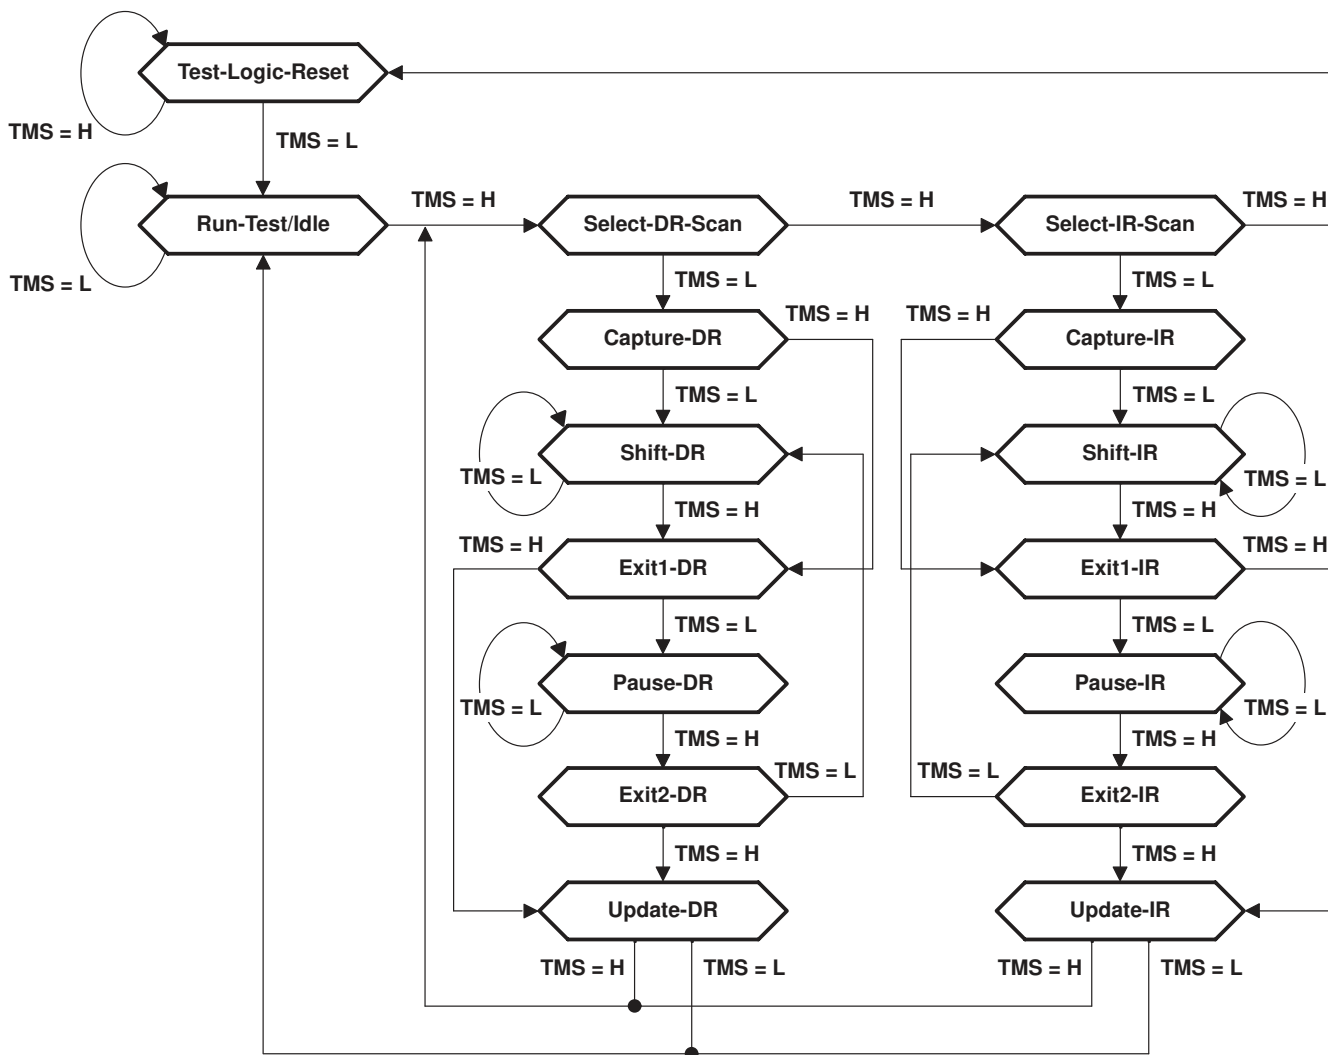 Test-Logic-Reset
TMS = H
TMS = L
TMS = H
TMS = H
TMS = H
Run-Test/Idle
Select-DR-Scan
Select-IR-Scan
TMS = L
TMS = L
TMS = L
TMS = H
TMS = H
Capture-DR
Capture-IR
TMS = L
TMS = L
Shift-DR
Shift-IR
TMS = L
TMS = L
TMS = H
TMS = H
TMS = H
TMS = H
Exit1-DR
Exit1-IR
TMS = L
TMS = L
Pause-DR
Pause-IR
TMS = L
TMS = L
TMS = H
TMS = H
TMS = L
TMS = L
Exit2-DR
Exit2-IR
TMS = H
TMS = H
Update-DR
Update-IR
TMS = H
TMS = L
TMS = H
TMS = L